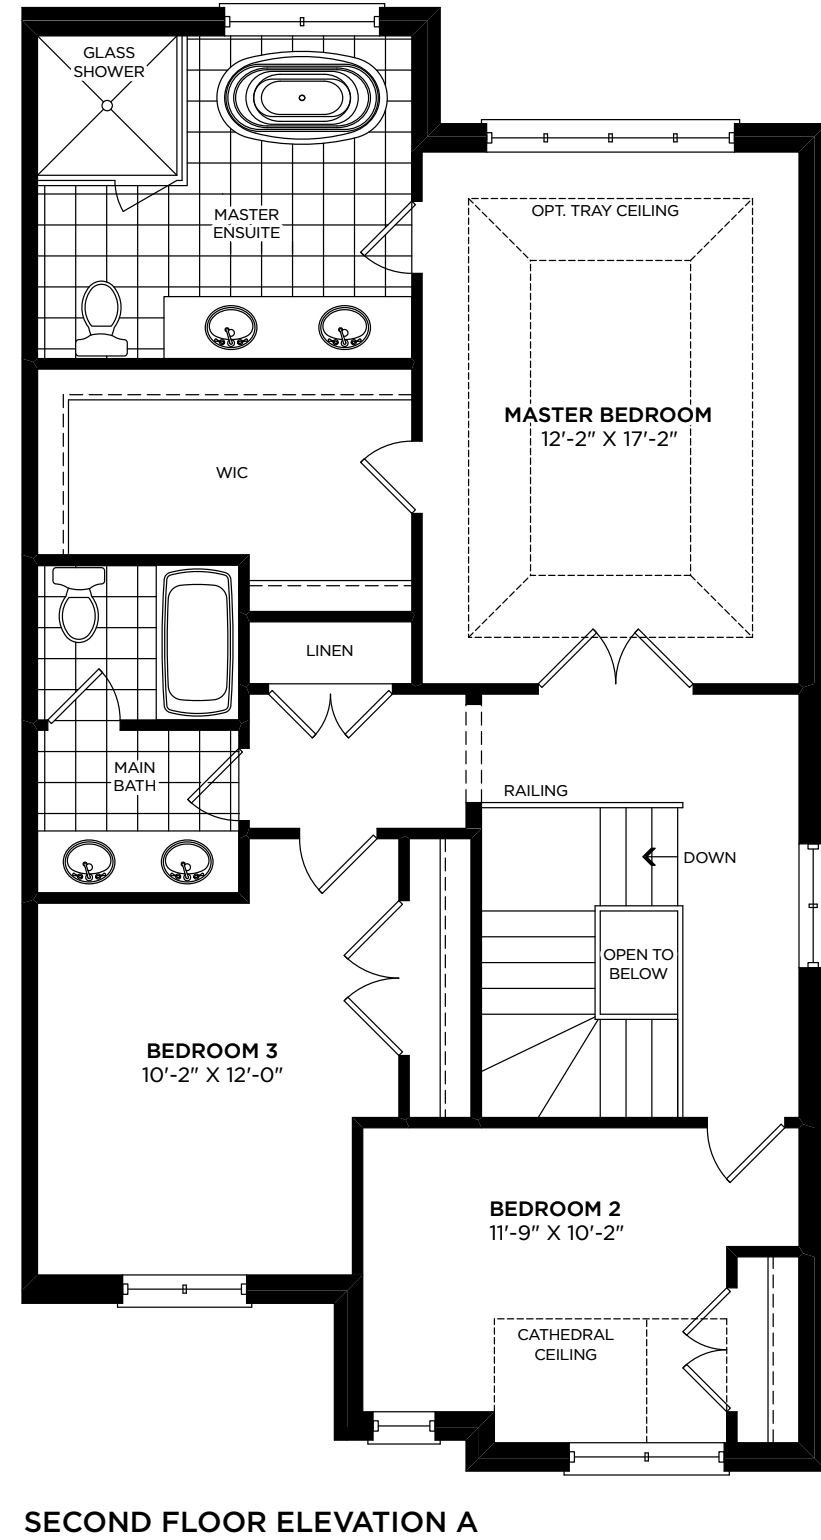 GLASS
SHOWER
MASTER
ENSUITE
OPT. TRAY CEILING
MASTER BEDROOM
12'-2" X 17'-2"
WIC
LINEN
MAIN
BATH
RAILING
DOWN
OPEN TO
BELOW
BEDROOM 3
10'-2" X 12'-0"
BEDROOM 2
11'-9" X 10'-2"
CATHEDRAL
CEILING
SECOND FLOOR ELEVATION A